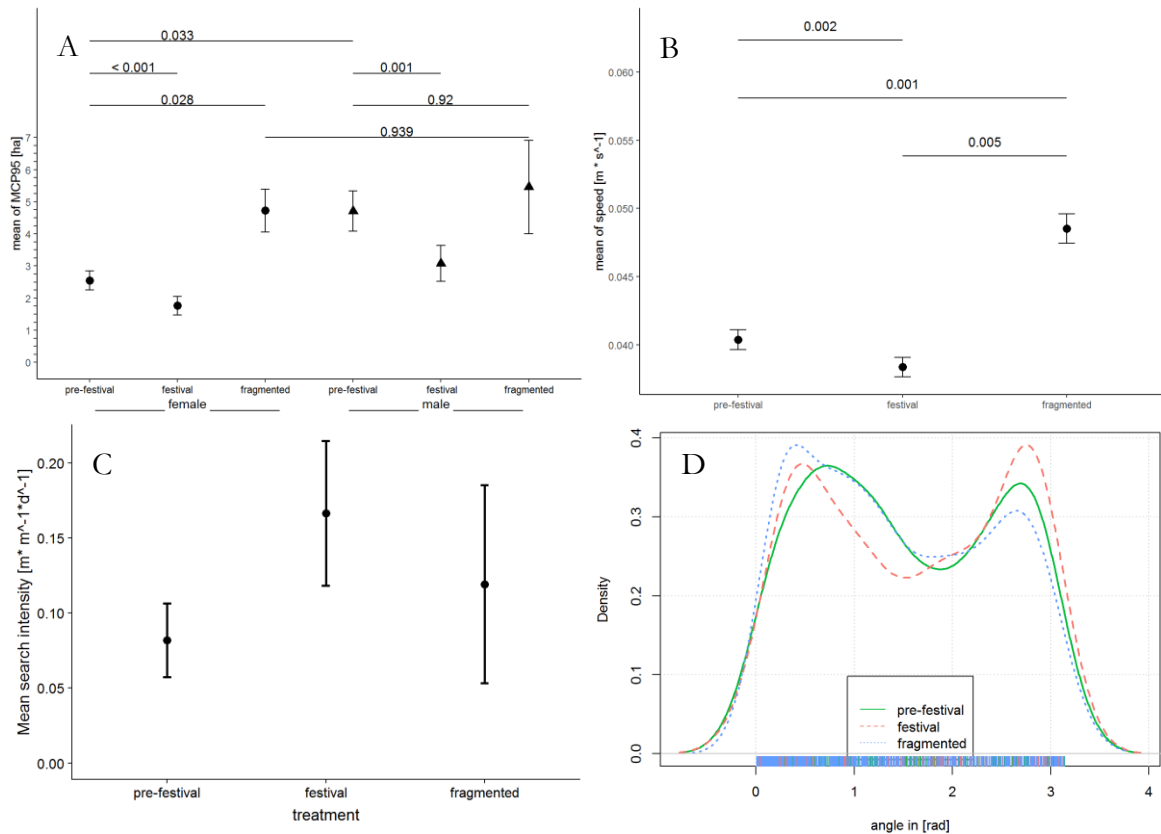 A
0.033
< 0.001 0.001
0.028 0.92
0.939
mean of MCP95 [ha]
7
6
5
4
3
2
1
0
pre-festival festival fragmented pre-festival festival fragmented
female male
B
0.002
0.001
0.005
mean of speed [m * s^-1]
0.060
0.055
0.050
0.045
0.040
pre-festival festival fragmented
C
Mean search intensity [m* m^-1*d^-1]
0.20
0.15
0.10
0.05
0.00
pre-festival festival fragmented
treatment
D
Density
0.4
0.3
0.2
0.1
0.0
pre-festival
festival
fragmented
0 1 2 3 4
angle in [rad]